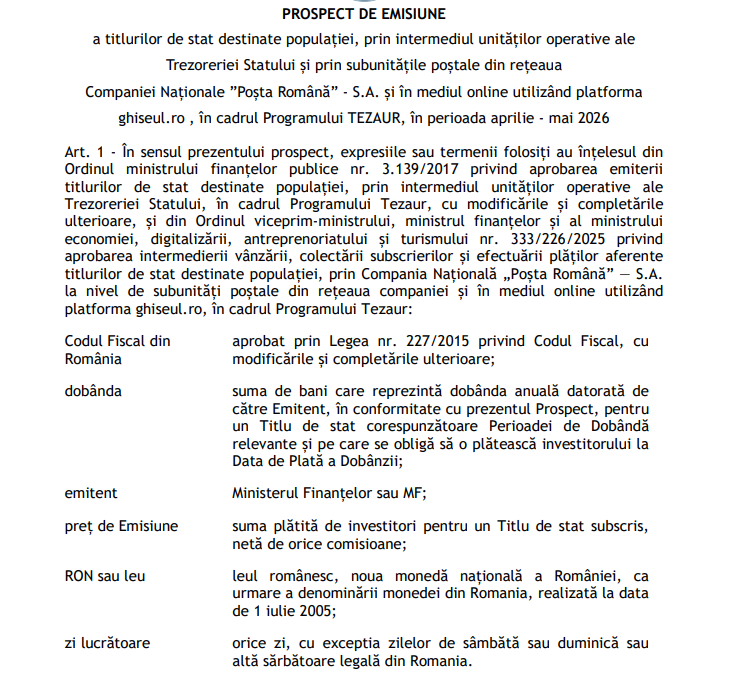 PROSPECT DE EMISIUNE
a titlurilor de stat destinate populației, prin intermediul unităților operative ale
Trezoreriei Statului și prin subunitățile poștale din rețeaua
Companiei Naționale ”Poșta Română” - S.A. și în mediul online utilizând platforma
ghiseul.ro , în cadrul Programului TEZAUR, în perioada aprilie - mai 2026
Art. 1 - În sensul prezentului prospect, expresiile sau termenii folosiți au înțelesul din
Ordinul ministrului finanțelor publice nr. 3.139/2017 privind aprobarea emiterii
titlurilor de stat destinate populației, prin intermediul unităților operative ale
Trezoreriei Statului, în cadrul Programului Tezaur, cu modificările și completările
ulterioare, și din Ordinul viceprim-ministrului, ministrul finanțelor și al ministrului
economiei, digitalizării, antreprenoriatului și turismului nr. 333/226/2025 privind
aprobarea intermedierii vânzării, colectării subscrierilor și efectuării plăților aferente
titlurilor de stat destinate populației, prin Compania Națională „Poșta Română” — S.A.
la nivel de subunități poștale din rețeaua companiei și în mediul online utilizând
platforma ghiseul.ro, în cadrul Programului Tezaur:
Codul Fiscal din România
aprobat prin Legea nr. 227/2015 privind Codul Fiscal, cu
modificările și completările ulterioare;
dobânda
suma de bani care reprezintă dobânda anuală datorată de
către Emitent, în conformitate cu prezentul Prospect, pentru
un Titlu de stat corespunzătoare Perioadei de Dobândă
relevante și pe care se obligă să o plătească investitorului la
Data de Plată a Dobânzii;
emitent
Ministerul Finanțelor sau MF;
preț de Emisiune
suma plătită de investitori pentru un Titlu de stat subscris,
netă de orice comisioane;
RON sau leu
leul românesc, noua monedă națională a României, ca
urmare a denominării monedei din Romania, realizată la data
de 1 iulie 2005;
zi lucrătoare
orice zi, cu exceptia zilelor de sâmbătă sau duminică sau
altă sărbătoare legală din Romania.